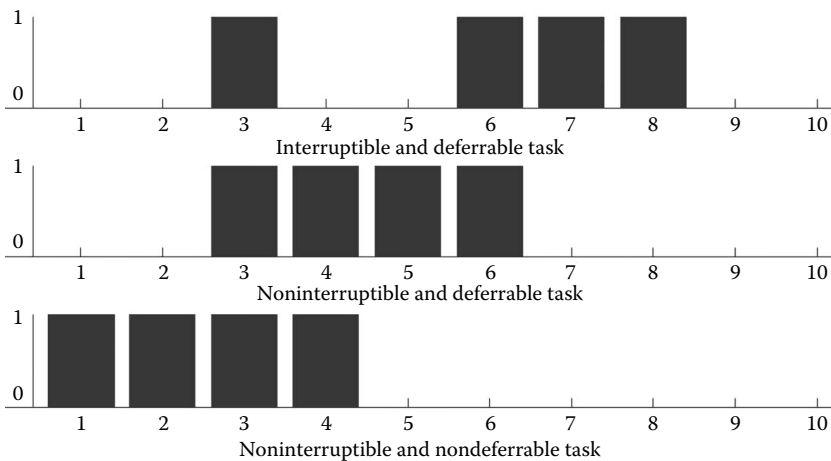 1
0
1 2 3 4 5 6 7 8 9 10
Interruptible and deferrable task
1
0
1 2 3 4 5 6 7 8 9 10
Noninterruptible and deferrable task
1
0
1 2 3 4 5 6 7 8 9 10
Noninterruptible and nondeferrable task